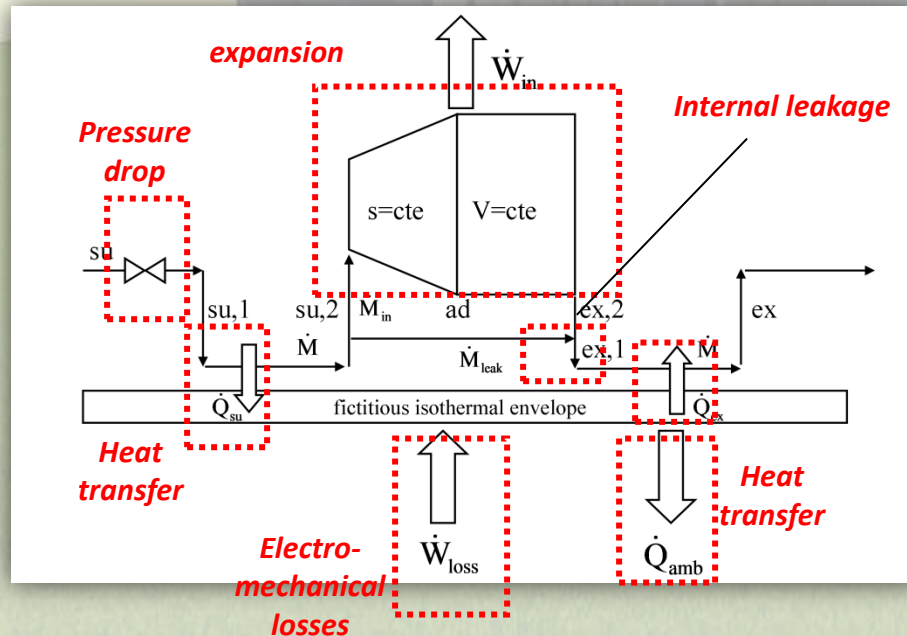 expansion
Ẇin
Internal leakage
Pressure
drop
s=cte
V=cte
su
su,1
su,2
Ṁin
ad
ex,2
ex
Ṁ
Ṁleak
ex,1
Ṁ
Q̇su
fictitious isothermal envelope
Q̇ex
Heat
transfer
Heat
transfer
Electro-
mechanical
losses
Ẇloss
Q̇amb